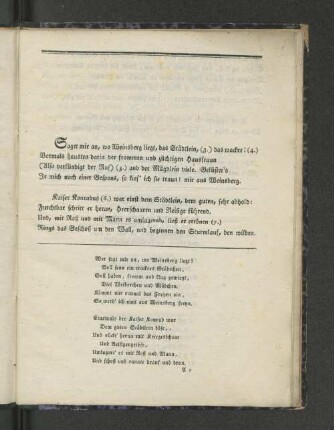 Saget mir an, wo Weinsberg liegt, das Städtlein, (3.) das wackre? (4.)
Vormals hauseten darin der frommen und züchtigen Hausfraun
(Also verkündigt der Ruf) (5.) und der Mägdlein viele. Gelüstet's
Je mich nach einer Gespons, so kies' ich sie traun! mir aus Weinsberg.
Kaiser Konradus (6.) war einst dem Städtlein, dem guten, sehr abhold:
Furchtbar schritt er heran, Heerschaaren und Reisige führend,
Und, mit Roß und mit Mann es umlagernd, ließ er erdröhnen (7.)
Rings das Geschoß um den Wall, und beginnen den Sturmlauf, den wilden.
Wer sagt mir an, wo Weinsberg liegt?
Soll seyn ein wackres Städtchen,
Soll haben, fromm und klug gewiegt,
Viel Weiberchen und Mädchen.
Kömmt mir einmal das Freyen ein,
So werd' ich eins aus Weinsberg freyn.
Einsmals der Kaiser Konrad war
Dem guten Städtlein böse,
Und rückt' heran mit Kriegesschaar
Und Reisigengetöse,
Umlagert' es mit Roß und Mann,
Und schoß und rannte drauf und dran.